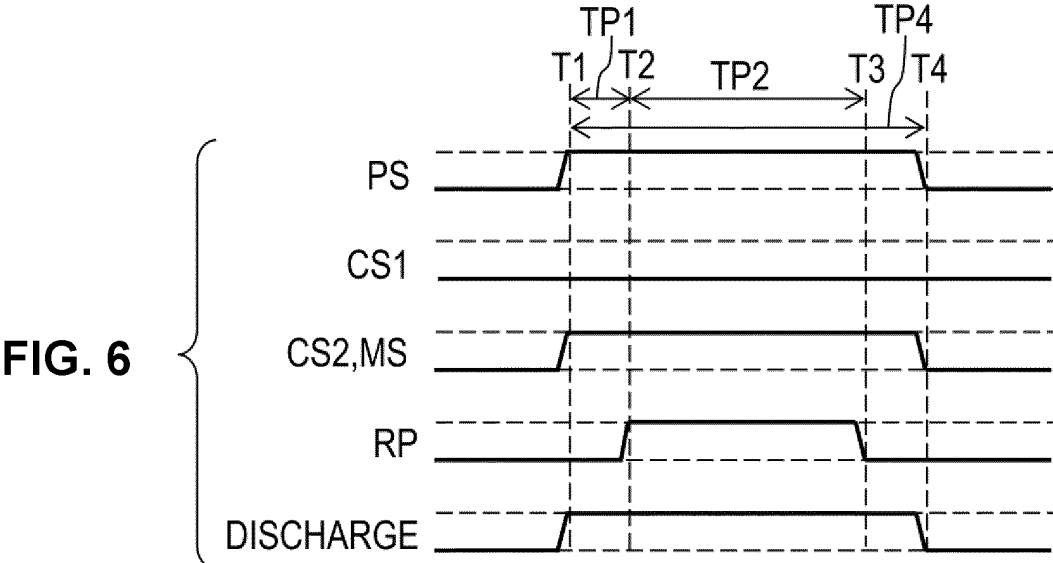 TP1 TP4
T1 T2 TP2 T3 T4
PS
CS1
FIG. 6
CS2,MS
RP
DISCHARGE